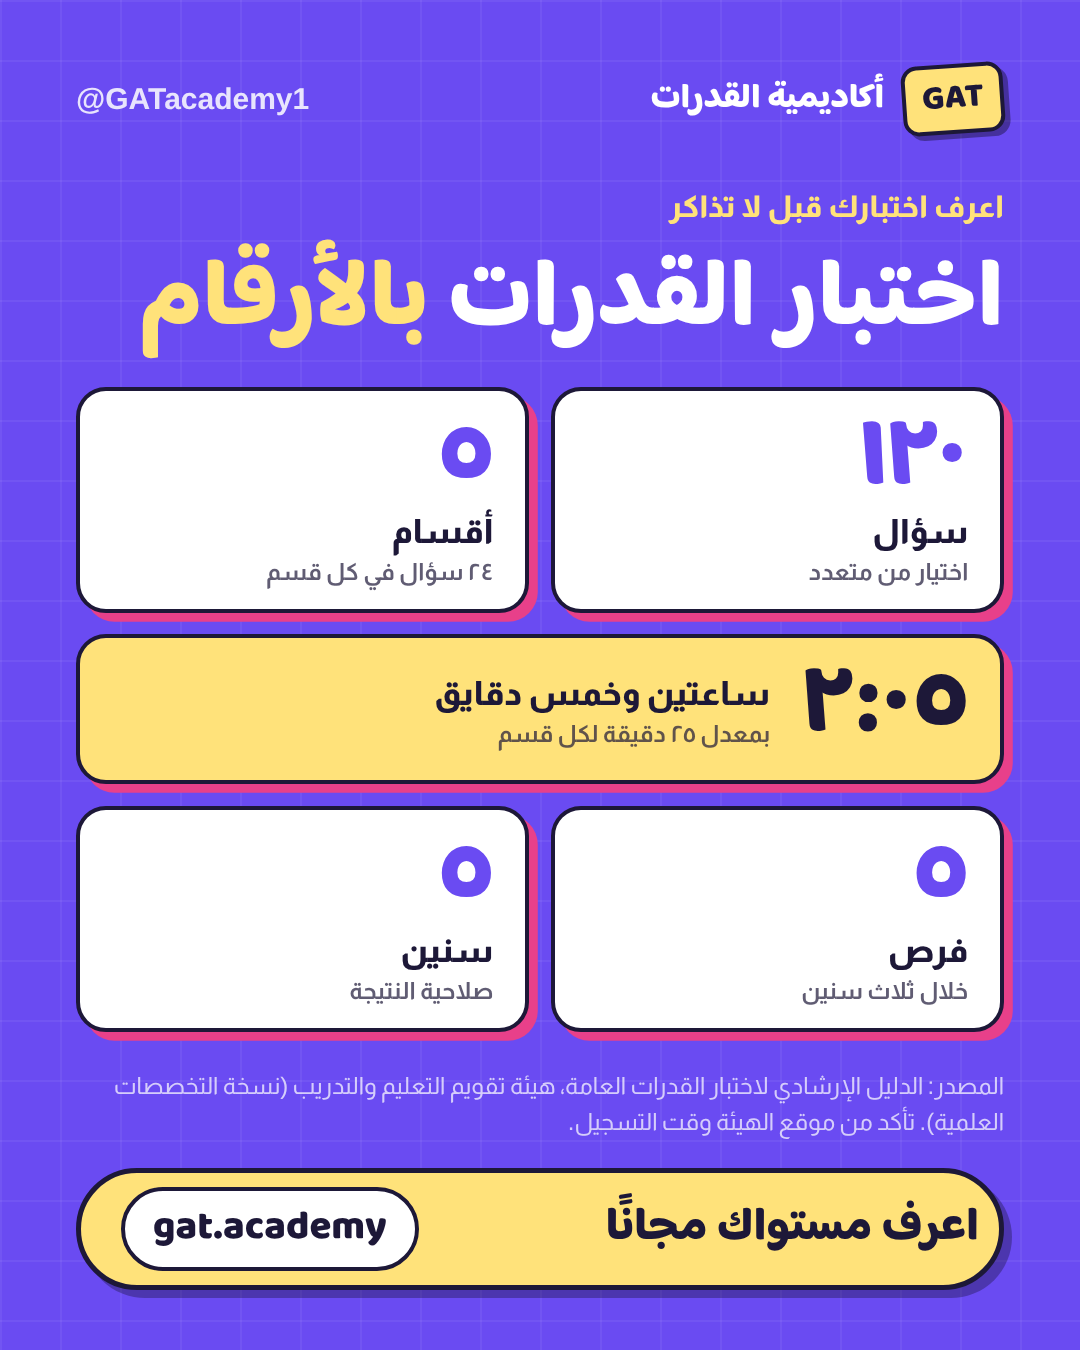 GAT
أكاديمية القدرات
@GATacademy1
اعرف اختبارك قبل لا تذاكر
اختبار القدرات بالأرقام
١٢٠
سؤال
اختيار من متعدد
٥
أقسام
٢٤ سؤال في كل قسم
٢:٠٥
ساعتين وخمس دقايق
بمعدل ٢٥ دقيقة لكل قسم
٥
فرص
خلال ثلاث سنين
٥
سنين
صلاحية النتيجة
المصدر: الدليل الإرشادي لاختبار القدرات العامة، هيئة تقويم التعليم والتدريب (نسخة التخصصات
العلمية). تأكد من موقع الهيئة وقت التسجيل.
اعرف مستواك مجانًا
gat.academy